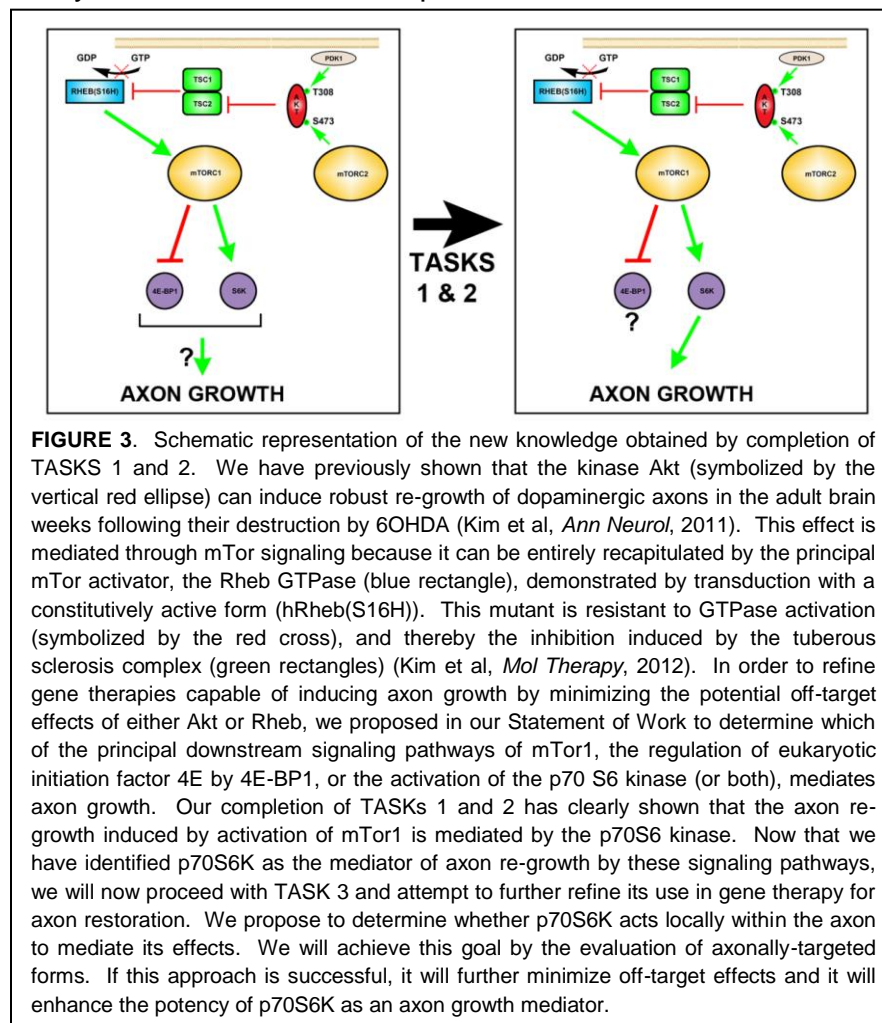 GDP GTP PDK1
RHEB(S16H) TSC1 TSC2 AKT T308
S473
mTORC1 mTORC2
4E-BP1 S6K
?
AXON GROWTH
TASKS
1 & 2
GDP GTP PDK1
RHEB(S16H) TSC1 TSC2 AKT T308
S473
mTORC1 mTORC2
4E-BP1 S6K
?
AXON GROWTH
FIGURE 3. Schematic representation of the new knowledge obtained by completion of
TASKS 1 and 2. We have previously shown that the kinase Akt (symbolized by the
vertical red ellipse) can induce robust re-growth of dopaminergic axons in the adult brain
weeks following their destruction by 6OHDA (Kim et al, Ann Neurol, 2011). This effect is
mediated through mTor signaling because it can be entirely recapitulated by the principal
mTor activator, the Rheb GTPase (blue rectangle), demonstrated by transduction with a
constitutively active form (hRheb(S16H)). This mutant is resistant to GTPase activation
(symbolized by the red cross), and thereby the inhibition induced by the tuberous
sclerosis complex (green rectangles) (Kim et al, Mol Therapy, 2012). In order to refine
gene therapies capable of inducing axon growth by minimizing the potential off-target
effects of either Akt or Rheb, we proposed in our Statement of Work to determine which
of the principal downstream signaling pathways of mTor1, the regulation of eukaryotic
initiation factor 4E by 4E-BP1, or the activation of the p70 S6 kinase (or both), mediates
axon growth. Our completion of TASKs 1 and 2 has clearly shown that the axon re-
growth induced by activation of mTor1 is mediated by the p70S6 kinase. Now that we
have identified p70S6K as the mediator of axon re-growth by these signaling pathways,
we will now proceed with TASK 3 and attempt to further refine its use in gene therapy for
axon restoration. We propose to determine whether p70S6K acts locally within the axon
to mediate its effects. We will achieve this goal by the evaluation of axonally-targeted
forms. If this approach is successful, it will further minimize off-target effects and it will
enhance the potency of p70S6K as an axon growth mediator.